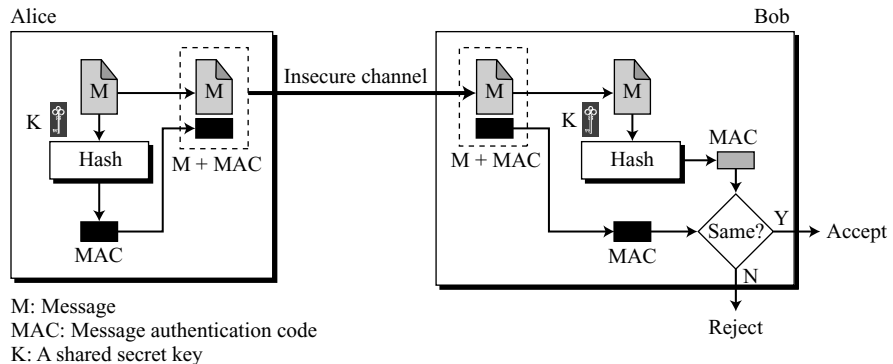 Alice
Bob
M
M
Insecure channel
M
M
K
K
MAC
Hash
M + MAC
M + MAC
Hash
Same?
Y
Accept
MAC
MAC
N
Reject
M: Message
MAC: Message authentication code
K: A shared secret key